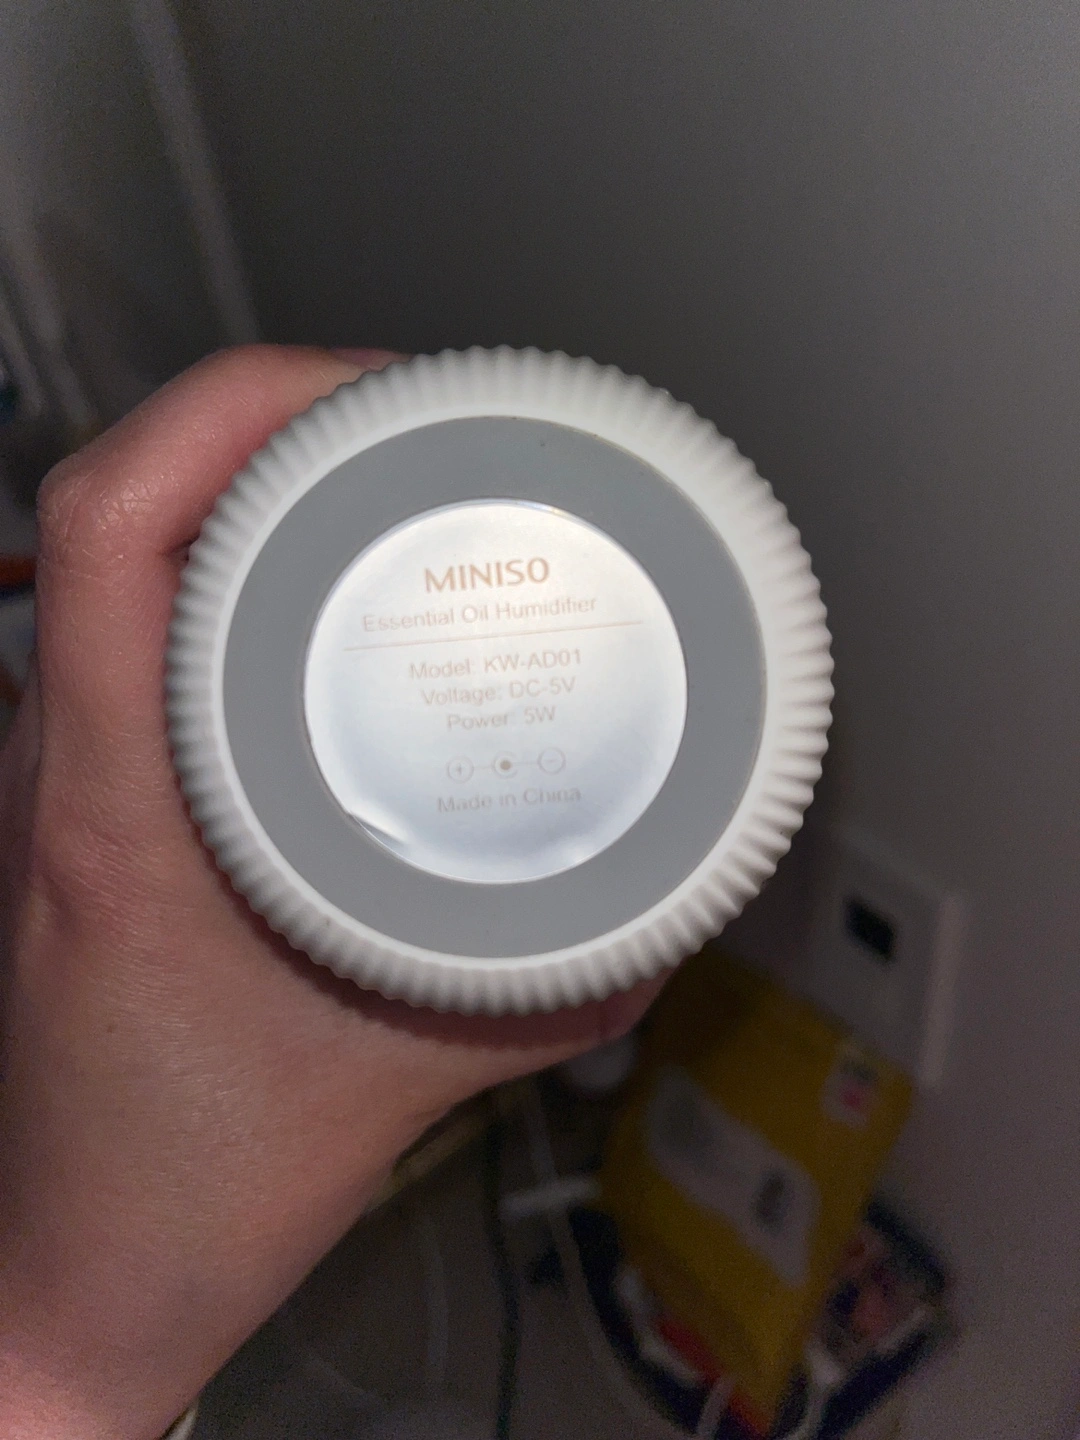 MINISO
Essential Oil Humidifier
Model: KW-AD01
Voltage: DC-5V
Power: 5W
Made in China